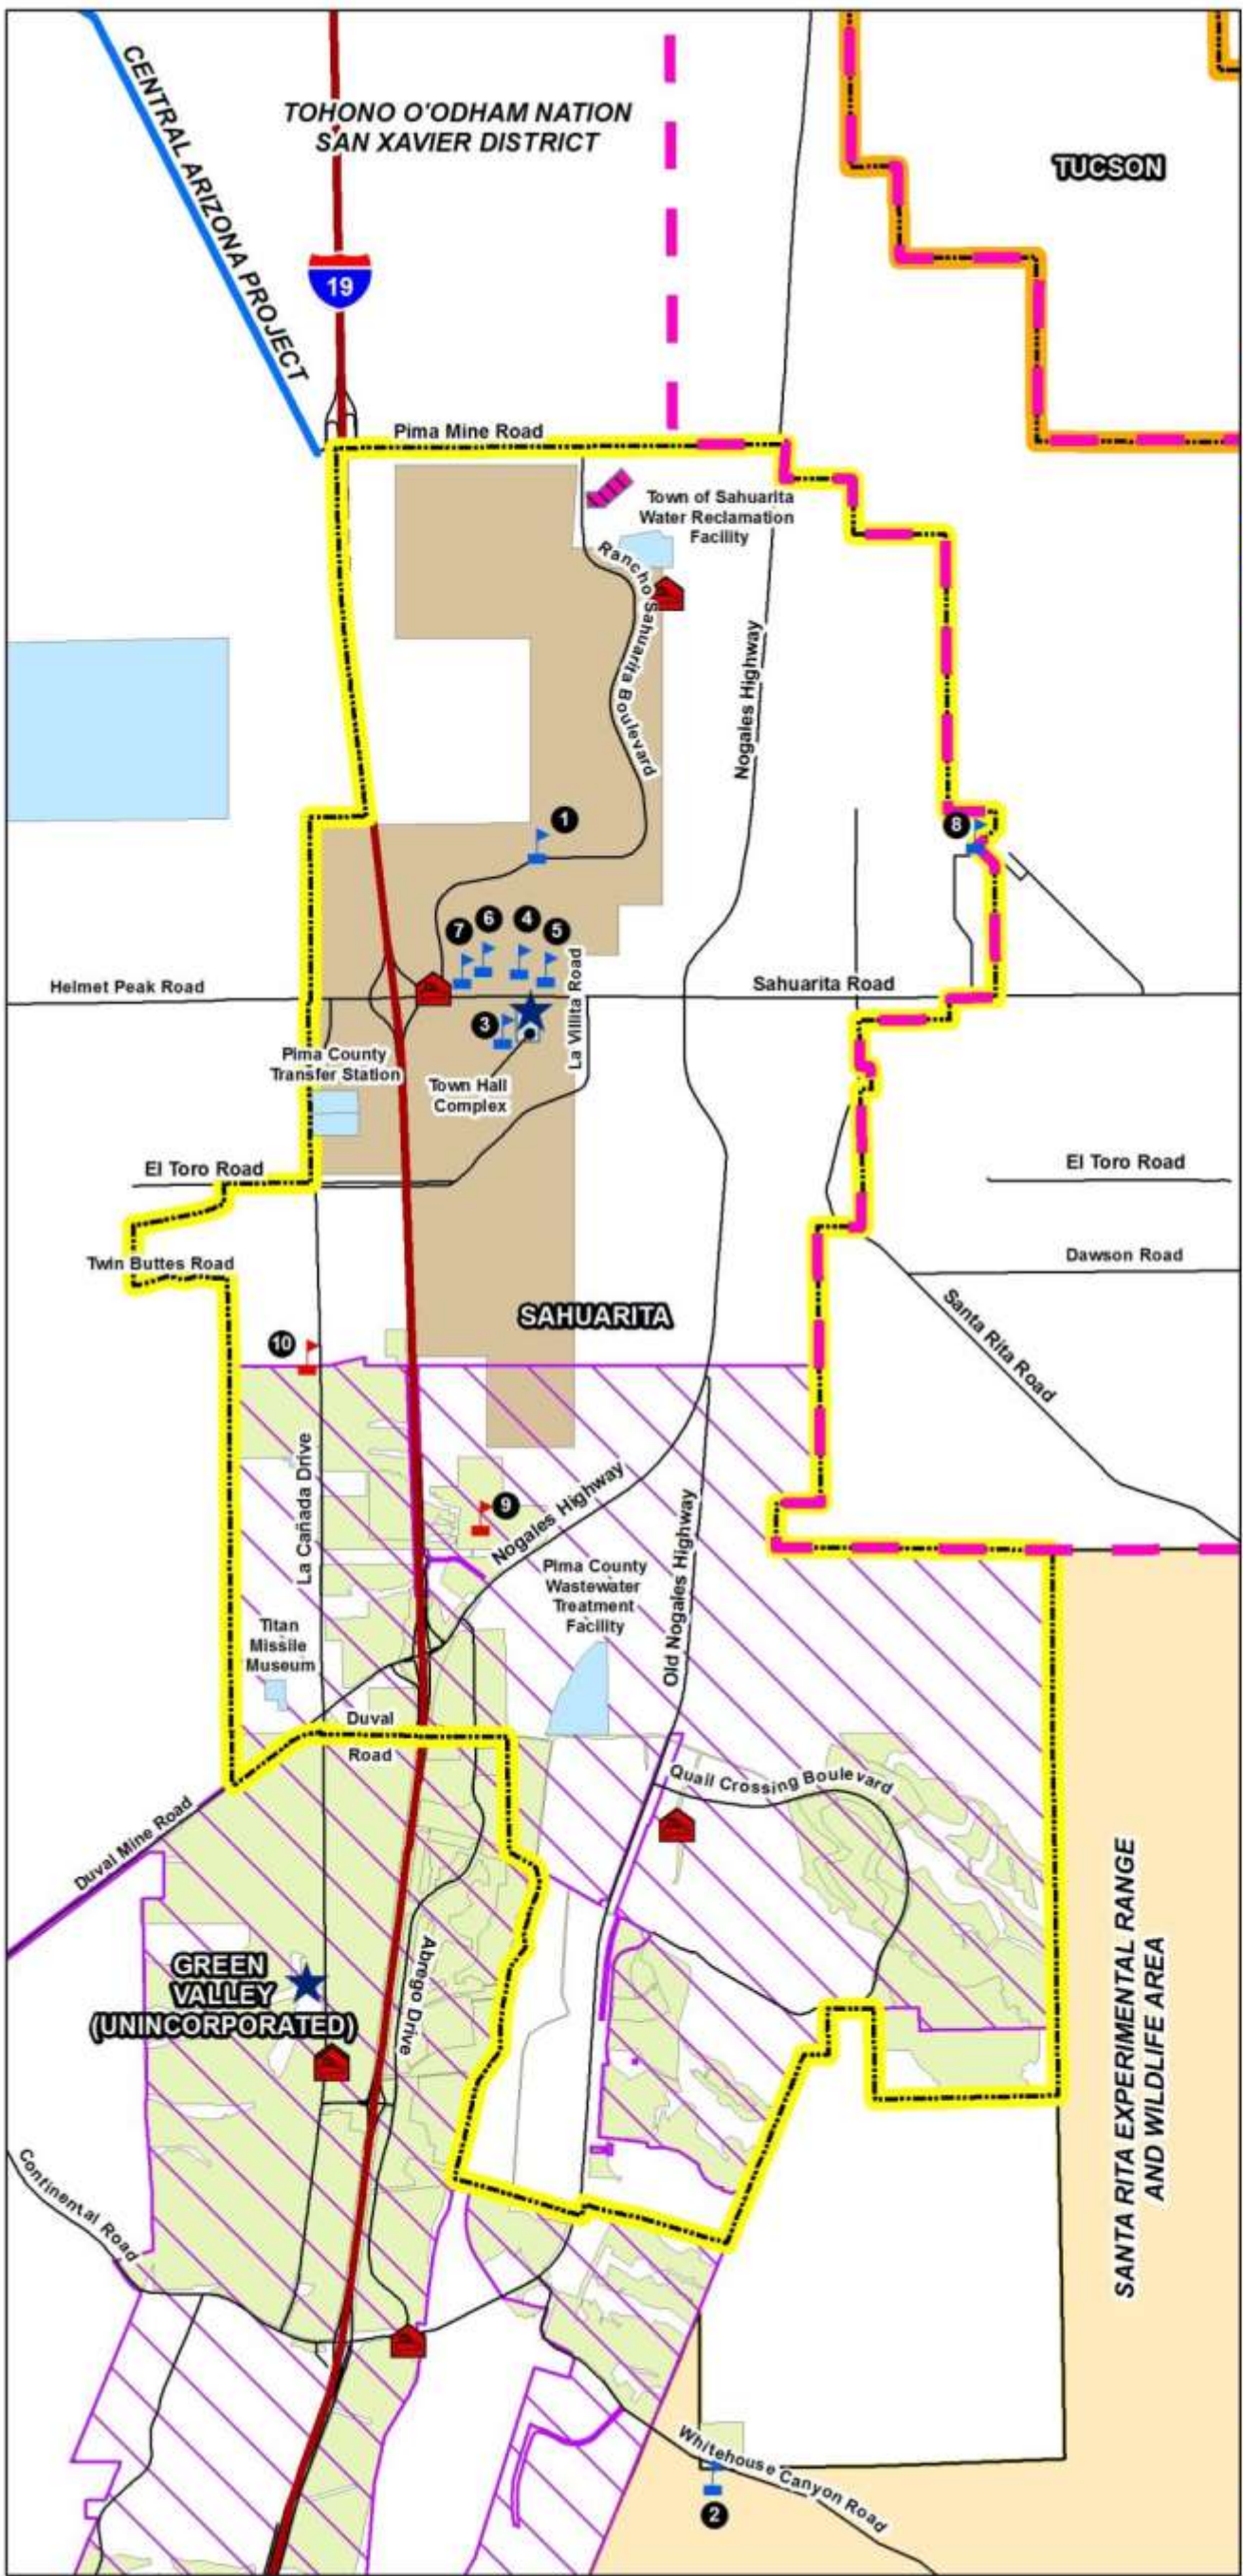 CENTRAL ARIZONA PROJECT
TOHONO O'ODHAM NATION
SAN XAVIER DISTRICT
TUCSON
19
Pima Mine Road
Town of Sahuarita
Water Reclamation
Facility
Rancho Sahuarita Boulevard
Nogales Highway
1
8
7
6
4
5
Helmet Peak Road
Sahuarita Road
3
La Villita Road
Pima County
Transfer Station
Town Hall
Complex
El Toro Road
El Toro Road
Twin Buttes Road
Dawson Road
SAHUARITA
Santa Rita Road
10
La Cañada Drive
9
Nogales Highway
Old Nogales Highway
Pima County
Wastewater
Treatment
Facility
Titan
Missile
Museum
Duval
Road
Quail Crossing Boulevard
Duval Mine Road
Abrego Drive
GREEN
VALLEY
(UNINCORPORATED)
SANTA RITA EXPERIMENTAL RANGE
AND WILDLIFE AREA
Continental Road
Whitehouse Canyon Road
2